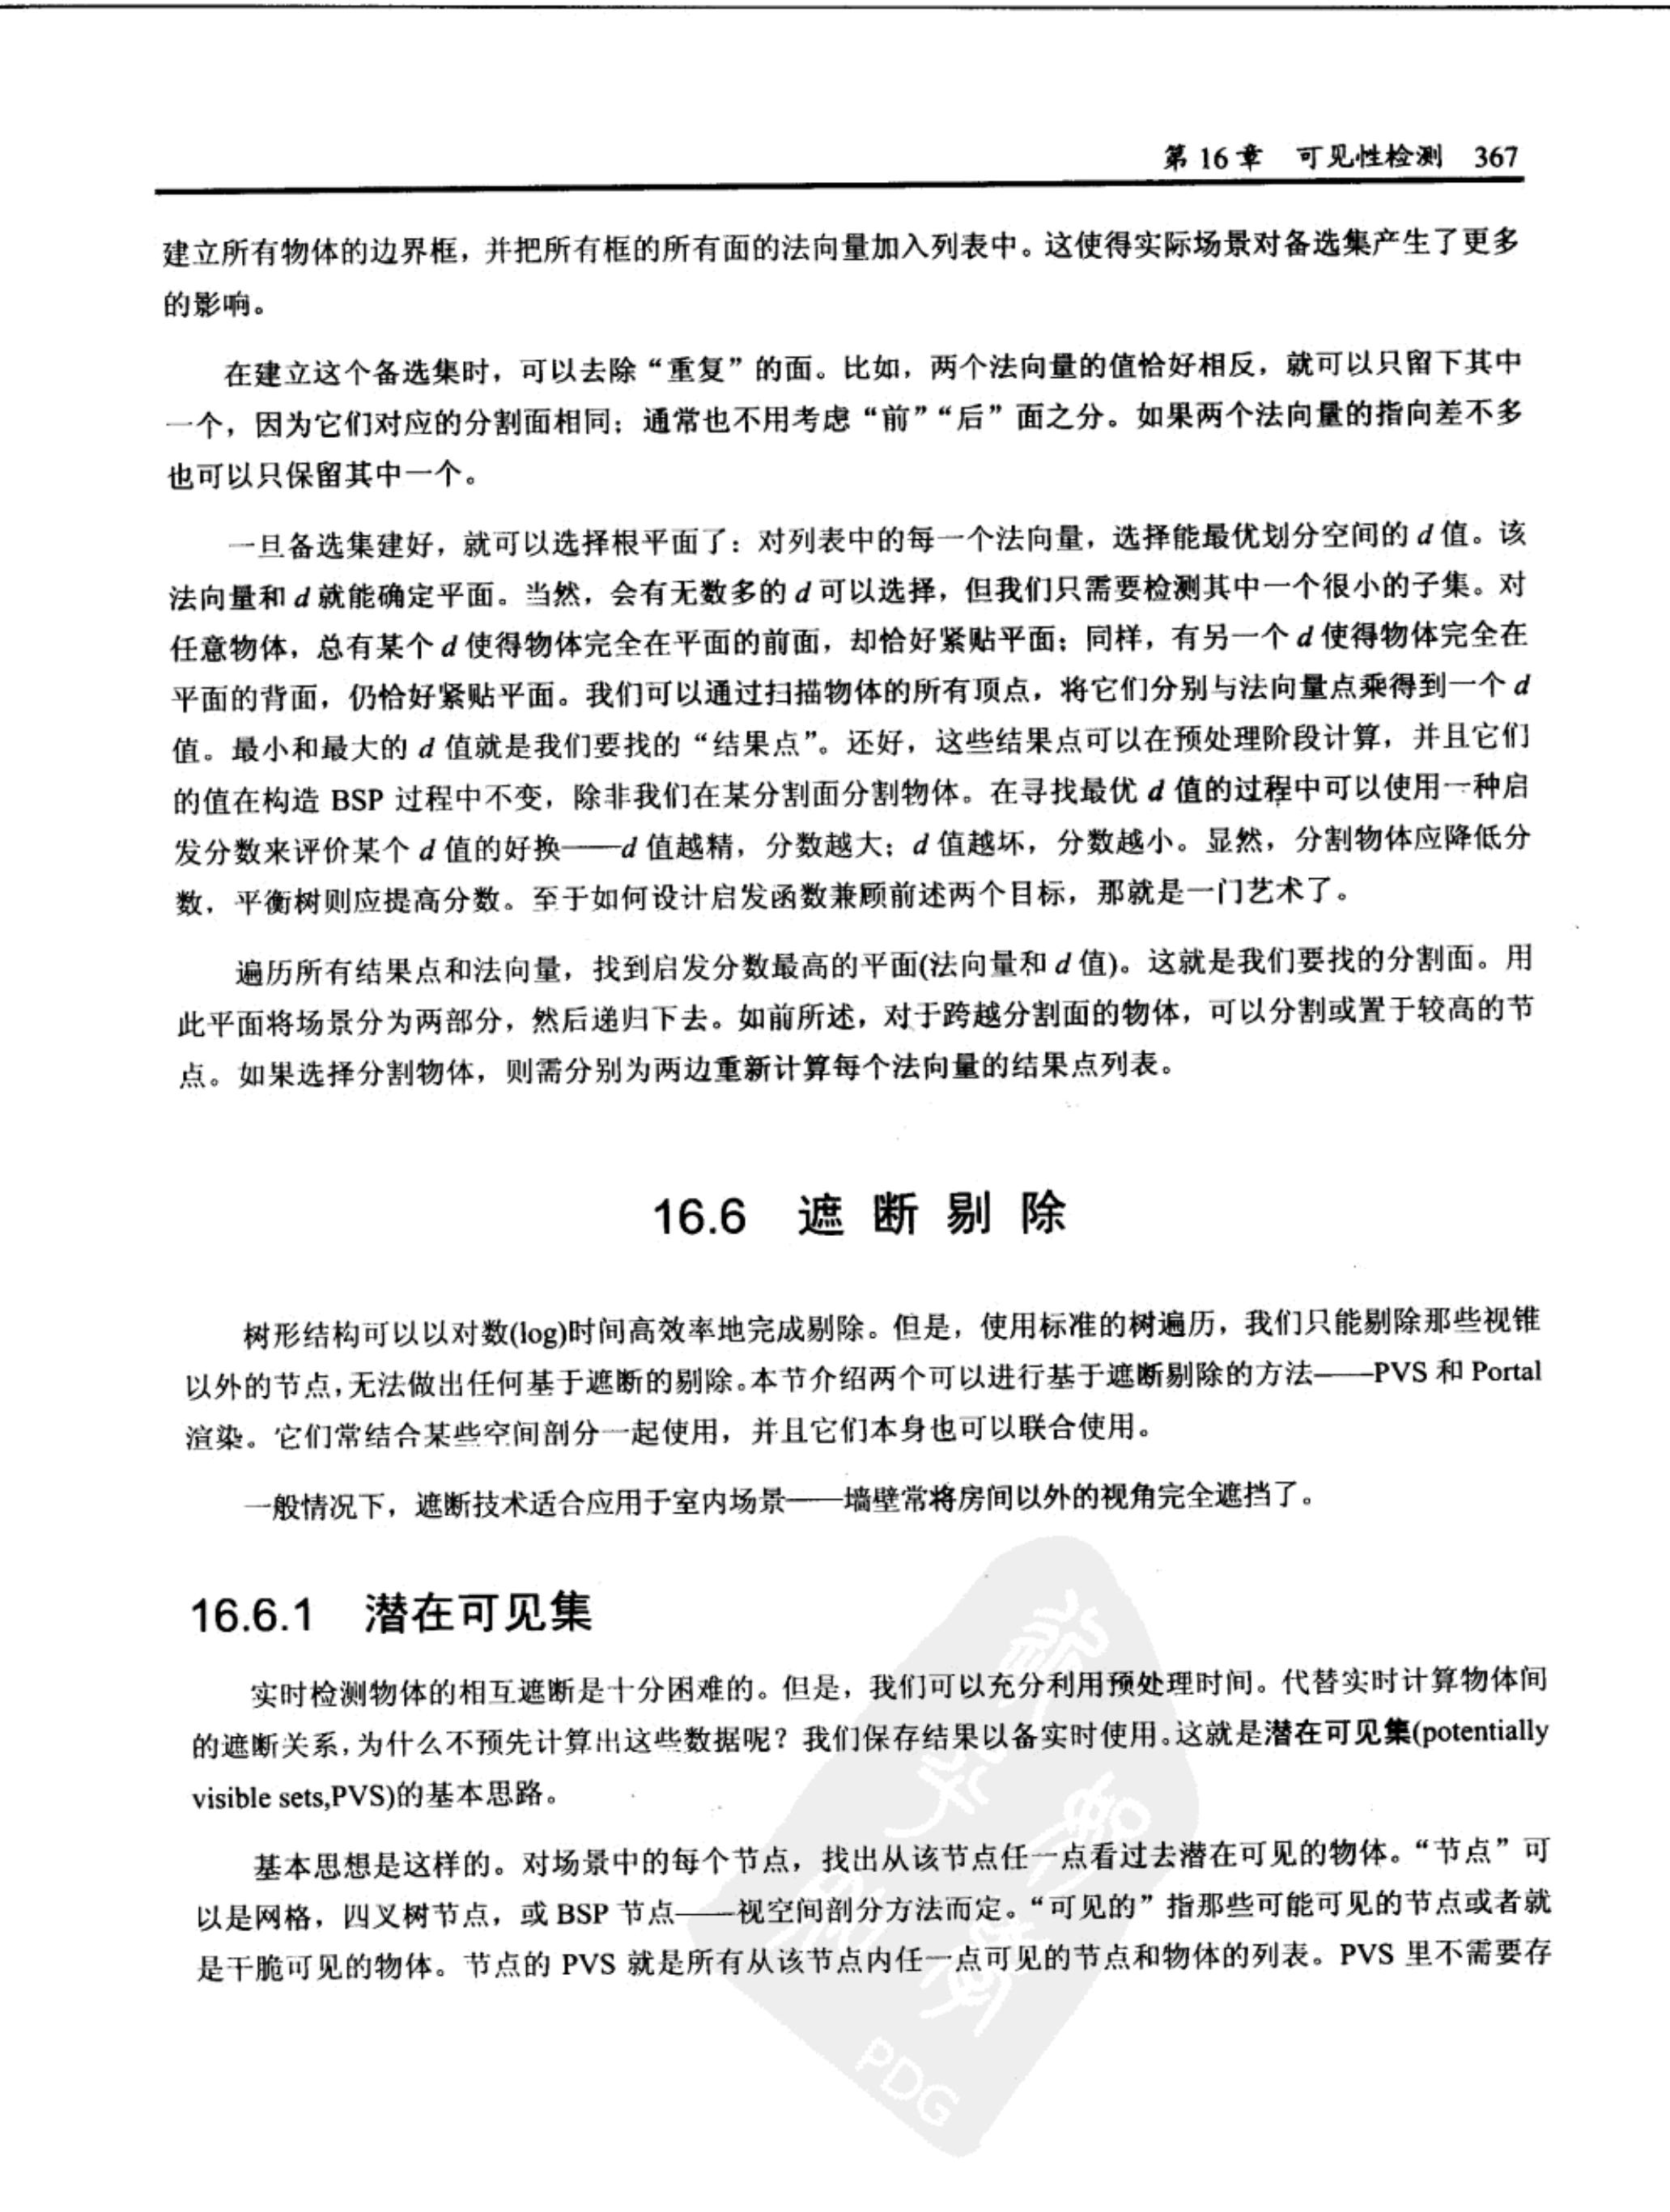 第 16 章 可见性检测 367
建立所有物体的边界框，并把所有框的所有面的法向量加入列表中。这使得实际场景对备选集产生了更多
的影响。
在建立这个备选集时，可以去除“重复”的面。比如，两个法向量的值恰好相反，就可以只留下其中
一个，因为它们对应的分割面相同；通常也不用考虑“前”“后”面之分。如果两个法向量的指向差不多
也可以只保留其中一个。
一旦备选集建好，就可以选择根平面了：对列表中的每一个法向量，选择能最优划分空间的 d 值。该
法向量和 d 就能确定平面。当然，会有无数多的 d 可以选择，但我们只需要检测其中一个很小的子集。对
任意物体，总有某个 d 使得物体完全在平面的前面，却恰好紧贴平面；同样，有另一个 d 使得物体完全在
平面的背面，仍恰好紧贴平面。我们可以通过扫描物体的所有顶点，将它们分别与法向量点乘得到一个 d
值。最小和最大的 d 值就是我们要找的“结果点”。还好，这些结果点可以在预处理阶段计算，并且它们
的值在构造 BSP 过程中不变，除非我们在某分割面分割物体。在寻找最优 d 值的过程中可以使用一种启
发分数来评价某个 d 值的好换——d 值越精，分数越大；d 值越坏，分数越小。显然，分割物体应降低分
数，平衡树则应提高分数。至于如何设计启发函数兼顾前述两个目标，那就是一门艺术了。
遍历所有结果点和法向量，找到启发分数最高的平面(法向量和 d 值)。这就是我们要找的分割面。用
此平面将场景分为两部分，然后递归下去。如前所述，对于跨越分割面的物体，可以分割或置于较高的节
点。如果选择分割物体，则需分别为两边重新计算每个法向量的结果点列表。
16.6 遮断剔除
树形结构可以以对数(log)时间高效率地完成剔除。但是，使用标准的树遍历，我们只能剔除那些视锥
以外的节点，无法做出任何基于遮断的剔除。本节介绍两个可以进行基于遮断剔除的方法——PVS 和 Portal
渲染。它们常结合某些空间剖分一起使用，并且它们本身也可以联合使用。
一般情况下，遮断技术适合应用于室内场景——墙壁常将房间以外的视角完全遮挡了。
16.6.1 潜在可见集
实时检测物体的相互遮断是十分困难的。但是，我们可以充分利用预处理时间。代替实时计算物体间
的遮断关系，为什么不预先计算出这些数据呢？我们保存结果以备实时使用。这就是潜在可见集(potentially
visible sets,PVS)的基本思路。
基本思想是这样的。对场景中的每个节点，找出从该节点任一点看过去潜在可见的物体。“节点”可
以是网格，四叉树节点，或 BSP 节点——视空间剖分方法而定。“可见的”指那些可能可见的节点或者就
是干脆可见的物体。节点的 PVS 就是所有从该节点内任一点可见的节点和物体的列表。PVS 里不需要存
PDG